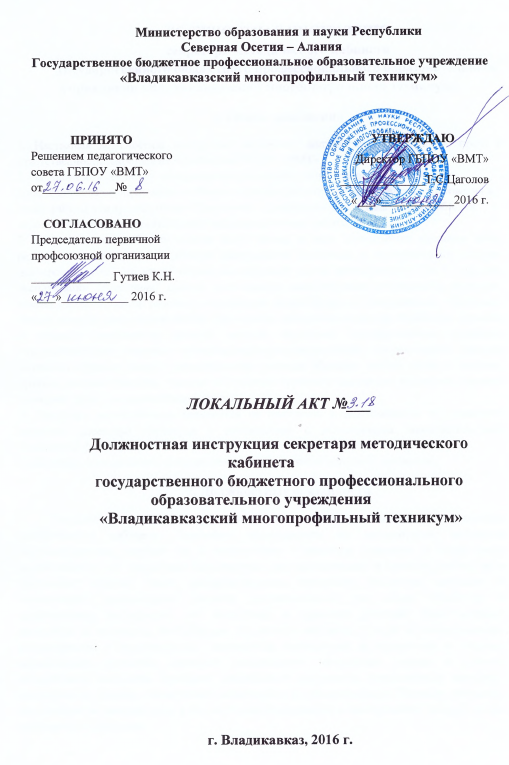 Министерство образования и науки Республики
Северная Осетия – Алания
Государственное бюджетное профессиональное образовательное учреждение
«Владикавказский многопрофильный техникум»
ПРИНЯТО
Решением педагогического
совета ГБПОУ «ВМТ»
от 27.06.16 № 8
УТВЕРЖДАЮ
Директор ГБПОУ «ВМТ»
Т.С.Цаголов
июня 2016 г.
СОГЛАСОВАНО
Председатель первичной
профсоюзной организации
Гутиев К.Н.
«27» июня 2016 г.
ЛОКАЛЬНЫЙ АКТ № 3.18
Должностная инструкция секретаря методического
кабинета
государственного бюджетного профессионального
образовательного учреждения
«Владикавказский многопрофильный техникум»
г. Владикавказ, 2016 г.